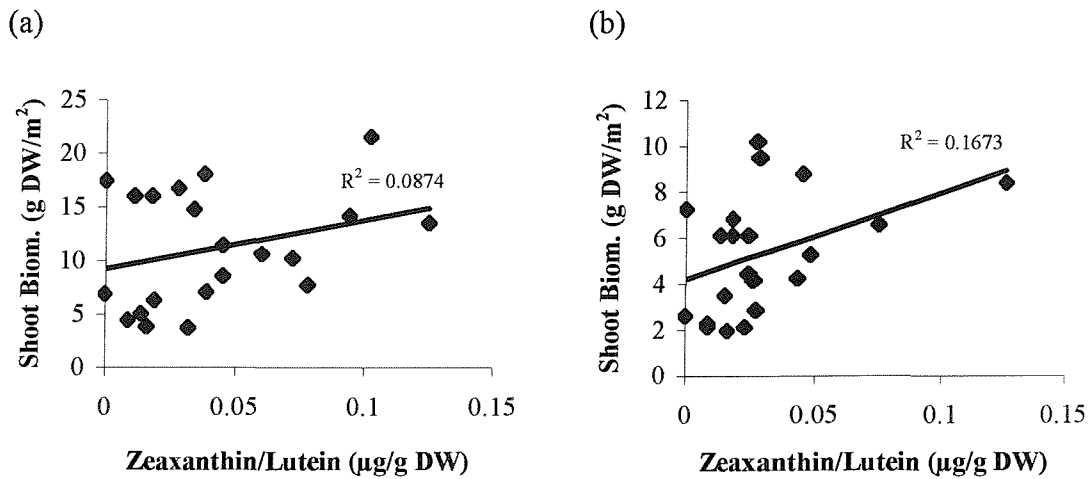 (a)
(b)
Shoot Biom. (g DW/m²)
25
20
15
10
5
0
R² = 0.0874
0 0.05 0.1 0.15
Zeaxanthin/Lutein (µg/g DW)
Shoot Biom. (g DW/m²)
12
10
8
6
4
2
0
R² = 0.1673
0 0.05 0.1 0.15
Zeaxanthin/Lutein (µg/g DW)